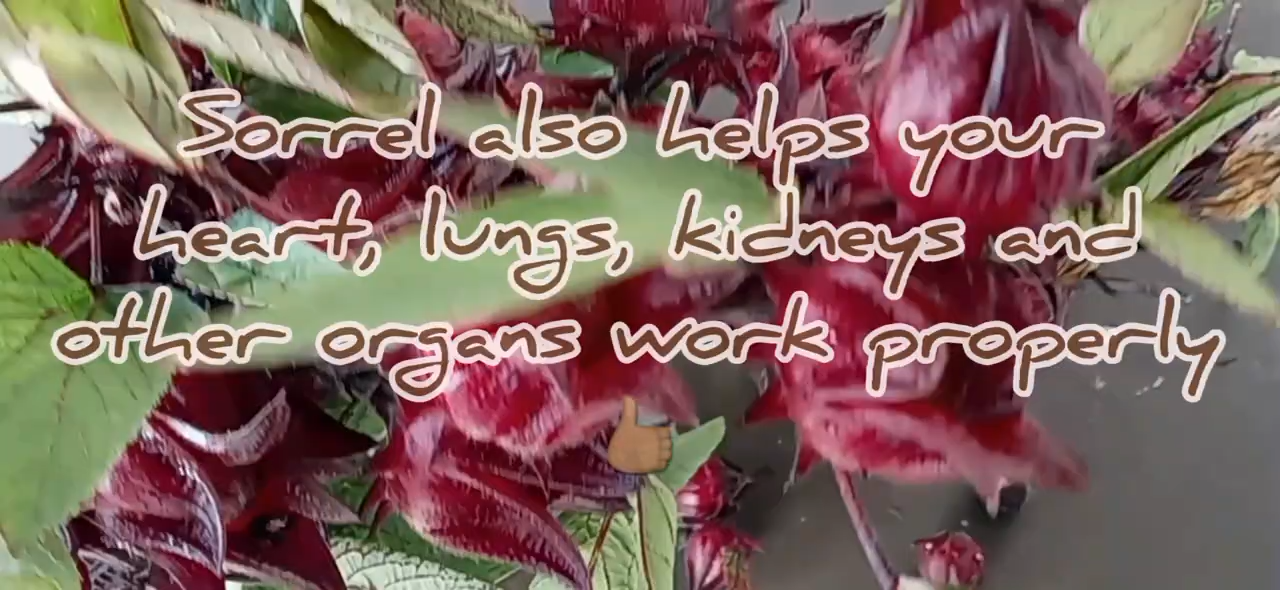 Sorrel also helps your
heart, lungs, kidneys and
other organs work properly
👍🏽